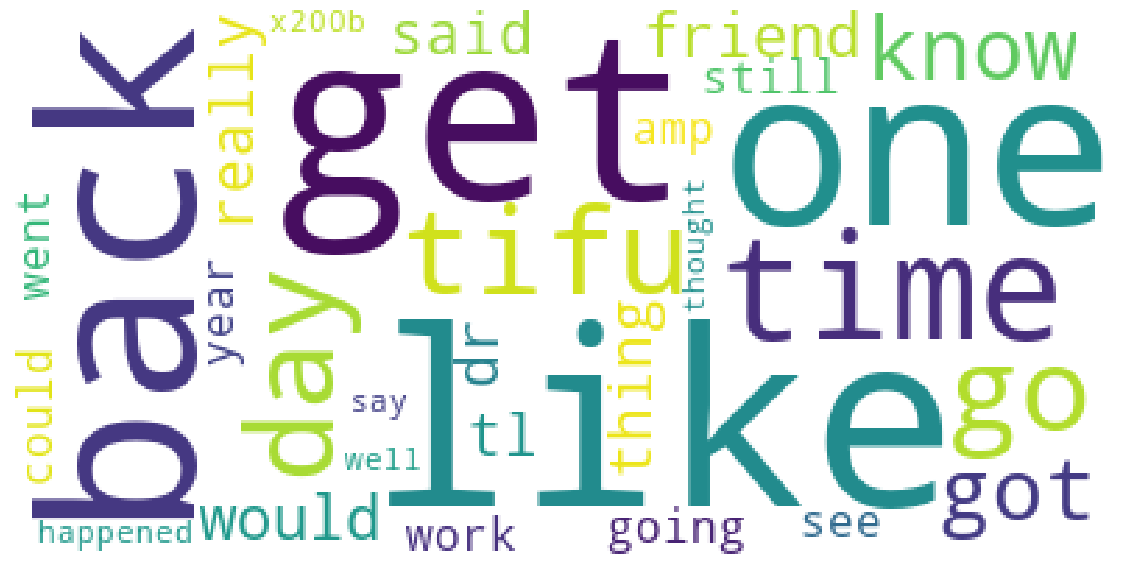 back
really
x200b
said
friend
know
get
still
one
amp
went
tifu
thought
time
year
day
like
dr
thing
could
say
tl
go
well
got
happened
would
work
going
see